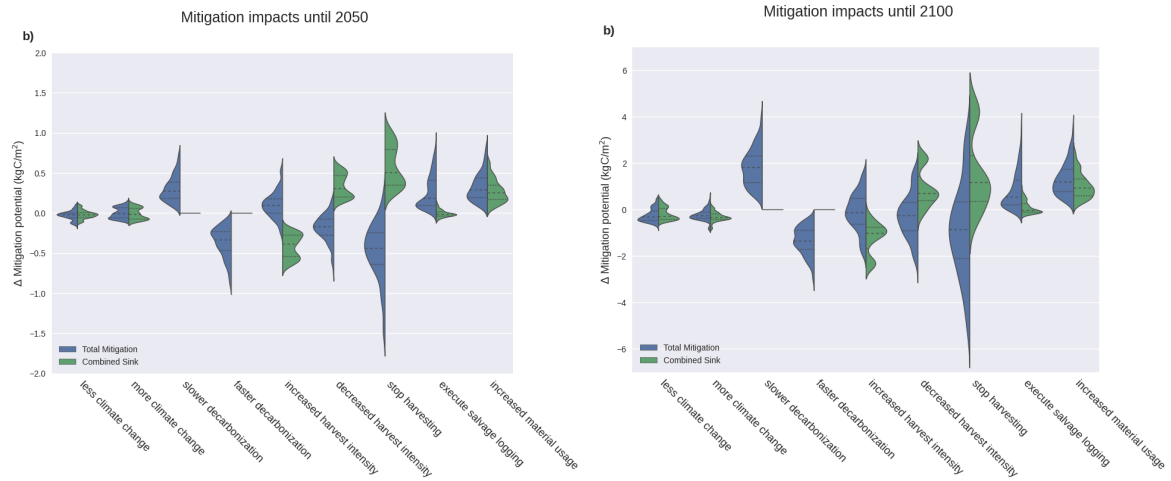 Mitigation impacts until 2050
b)
2.0
1.5
1.0
0.5
0.0
-0.5
-1.0
-1.5
-2.0
Δ Mitigation potential (kgC/m²)
Total Mitigation
Combined Sink
less climate change
more climate change
slower decarbonization
faster decarbonization
increased harvest intensity
decreased harvest intensity
stop harvesting
execute salvage logging
increased material usage
Mitigation impacts until 2100
b)
6
4
2
0
-2
-4
-6
Δ Mitigation potential (kgC/m²)
Total Mitigation
Combined Sink
less climate change
more climate change
slower decarbonization
faster decarbonization
increased harvest intensity
decreased harvest intensity
stop harvesting
execute salvage logging
increased material usage